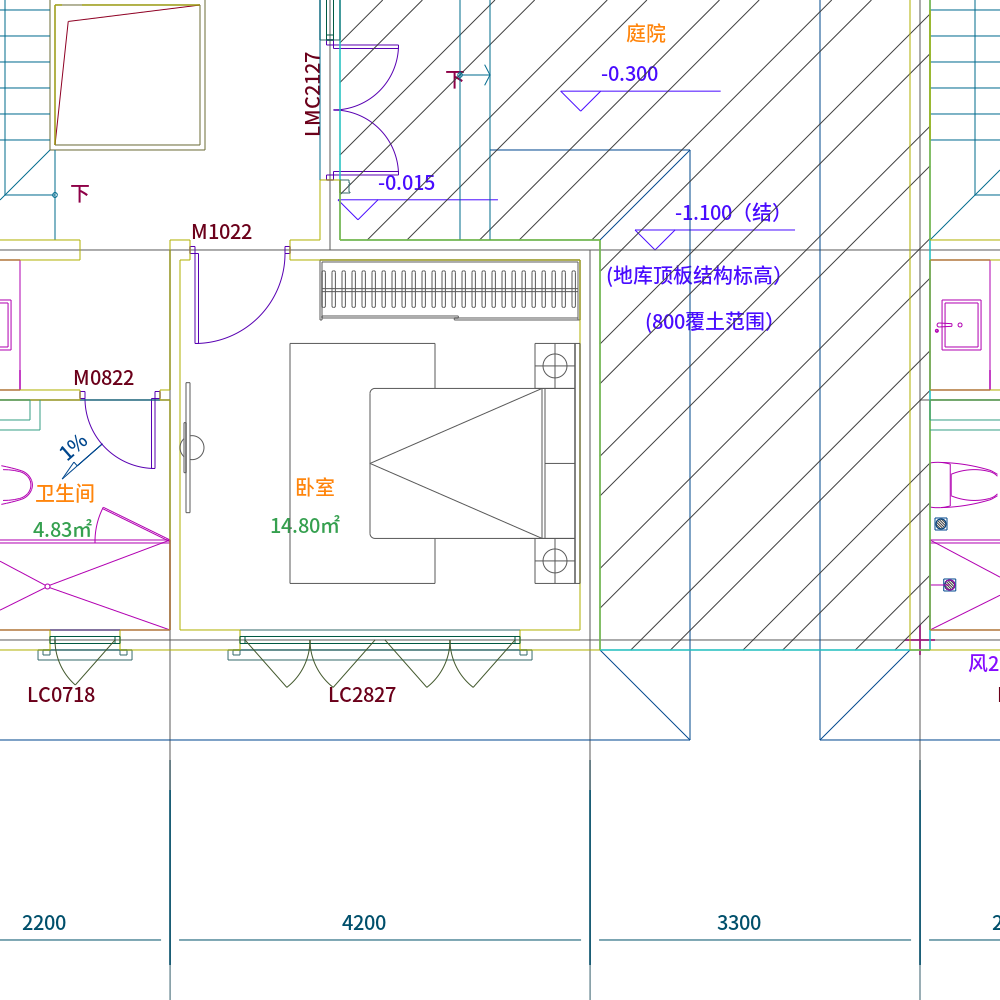 庭院
-0.300
LMC2127
下
-0.015
下
-1.100（结）
M1022
(地库顶板结构标高）
(800覆土范围）
M0822
1%
卧室
卫生间
14.80㎡
4.83㎡
风2
LC0718
LC2827
2200
4200
3300
2